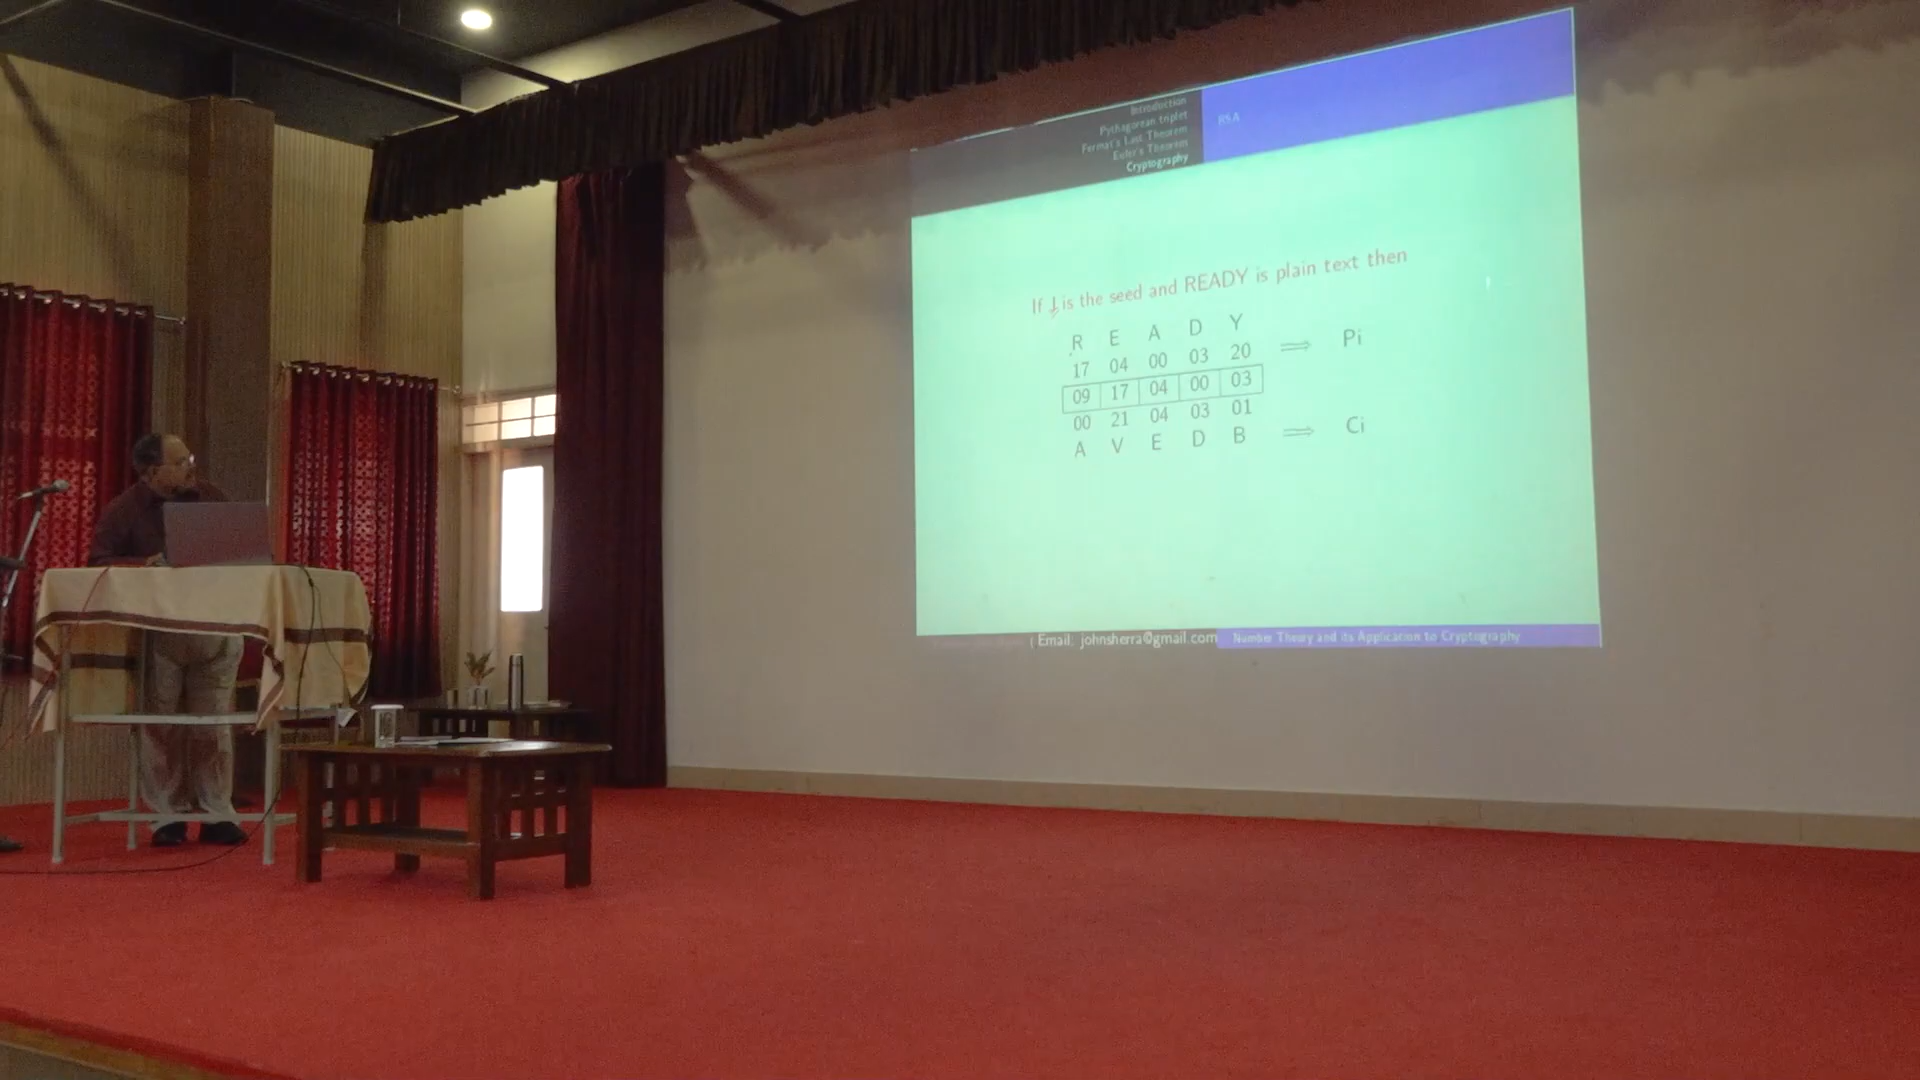 Introduction
Pythagorean triplet
Fermat's Last Theorem
Euler's Theorem
Cryptography
RSA
If J is the seed and READY is plain text then
R E A D Y
17 04 00 03 20 ⟹ Pi
09 17 04 00 03
00 21 04 03 01
A V E D B ⟹ Ci
( Email: johnsherra@gmail.com
Number Theory and its Application to Cryptography